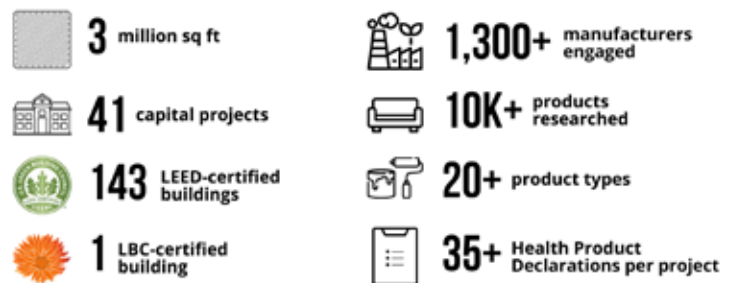 3 million sq ft
41 capital projects
143 LEED-certified
buildings
1 LBC-certified
building
1,300+ manufacturers
engaged
10K+ products
researched
20+ product types
35+ Health Product
Declarations per project